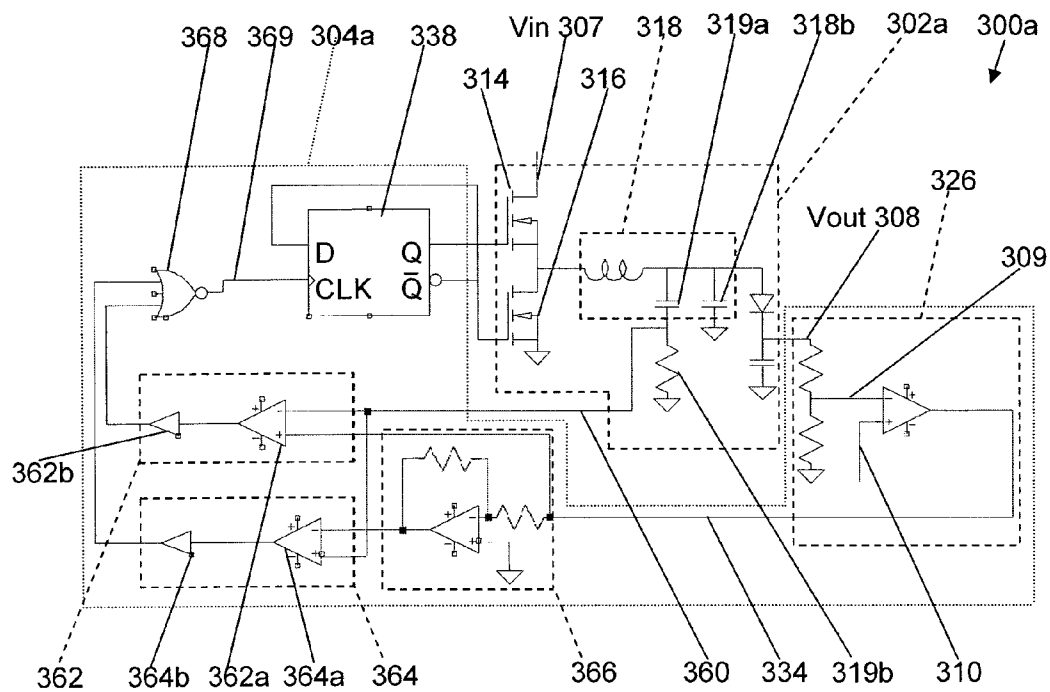 368 369 304a 338 Vin 307 318 319a 318b 302a 300a
314 316
326
Vout 308
309
D Q
CLK Q̅
+ - - + - +
362b
+ - - + + - - +
362 364b 362a 364a 364 366 360 334 319b 310